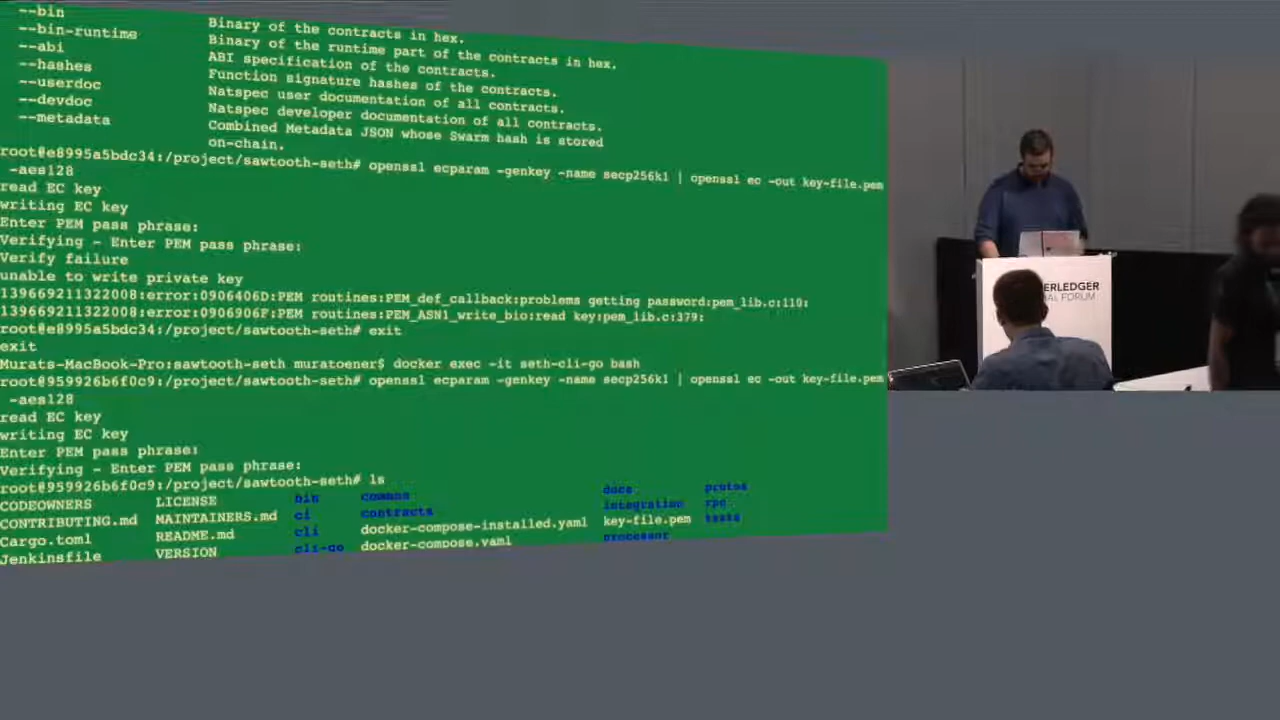 --bin Binary of the contracts in hex.
--bin-runtime Binary of the runtime part of the contracts in hex.
--abi ABI specification of the contracts.
--hashes Function signature hashes of the contracts.
--userdoc Natspec user documentation of all contracts.
--devdoc Natspec developer documentation of all contracts.
--metadata Combined Metadata JSON whose Swarm hash is stored
on-chain.
root@e8995a5bdc34:/project/sawtooth-seth# openssl ecparam -genkey -name secp256k1 | openssl ec -out key-file.pem
-aes128
read EC key
writing EC key
Enter PEM pass phrase:
Verifying - Enter PEM pass phrase:
Verify failure
unable to write private key
139669211322008:error:0906406D:PEM routines:PEM_def_callback:problems getting password:pem_lib.c:110:
139669211322008:error:0906906F:PEM routines:PEM_ASN1_write_bio:read key:pem_lib.c:379:
root@e8995a5bdc34:/project/sawtooth-seth# exit
exit
Murats-MacBook-Pro:sawtooth-seth muratoener$ docker exec -it seth-cli-go bash
root@959926b6f0c9:/project/sawtooth-seth# openssl ecparam -genkey -name secp256k1 | openssl ec -out key-file.pem
-aes128
read EC key
writing EC key
Enter PEM pass phrase:
Verifying - Enter PEM pass phrase:
root@959926b6f0c9:/project/sawtooth-seth# ls
CODEOWNERS LICENSE bin common docs protos
CONTRIBUTING.md MAINTAINERS.md ci contracts integration rpc
Cargo.toml README.md cli docker-compose-installed.yaml key-file.pem tests
Jenkinsfile VERSION cli-go docker-compose.yaml processor
ERLEDGER
AL FORUM